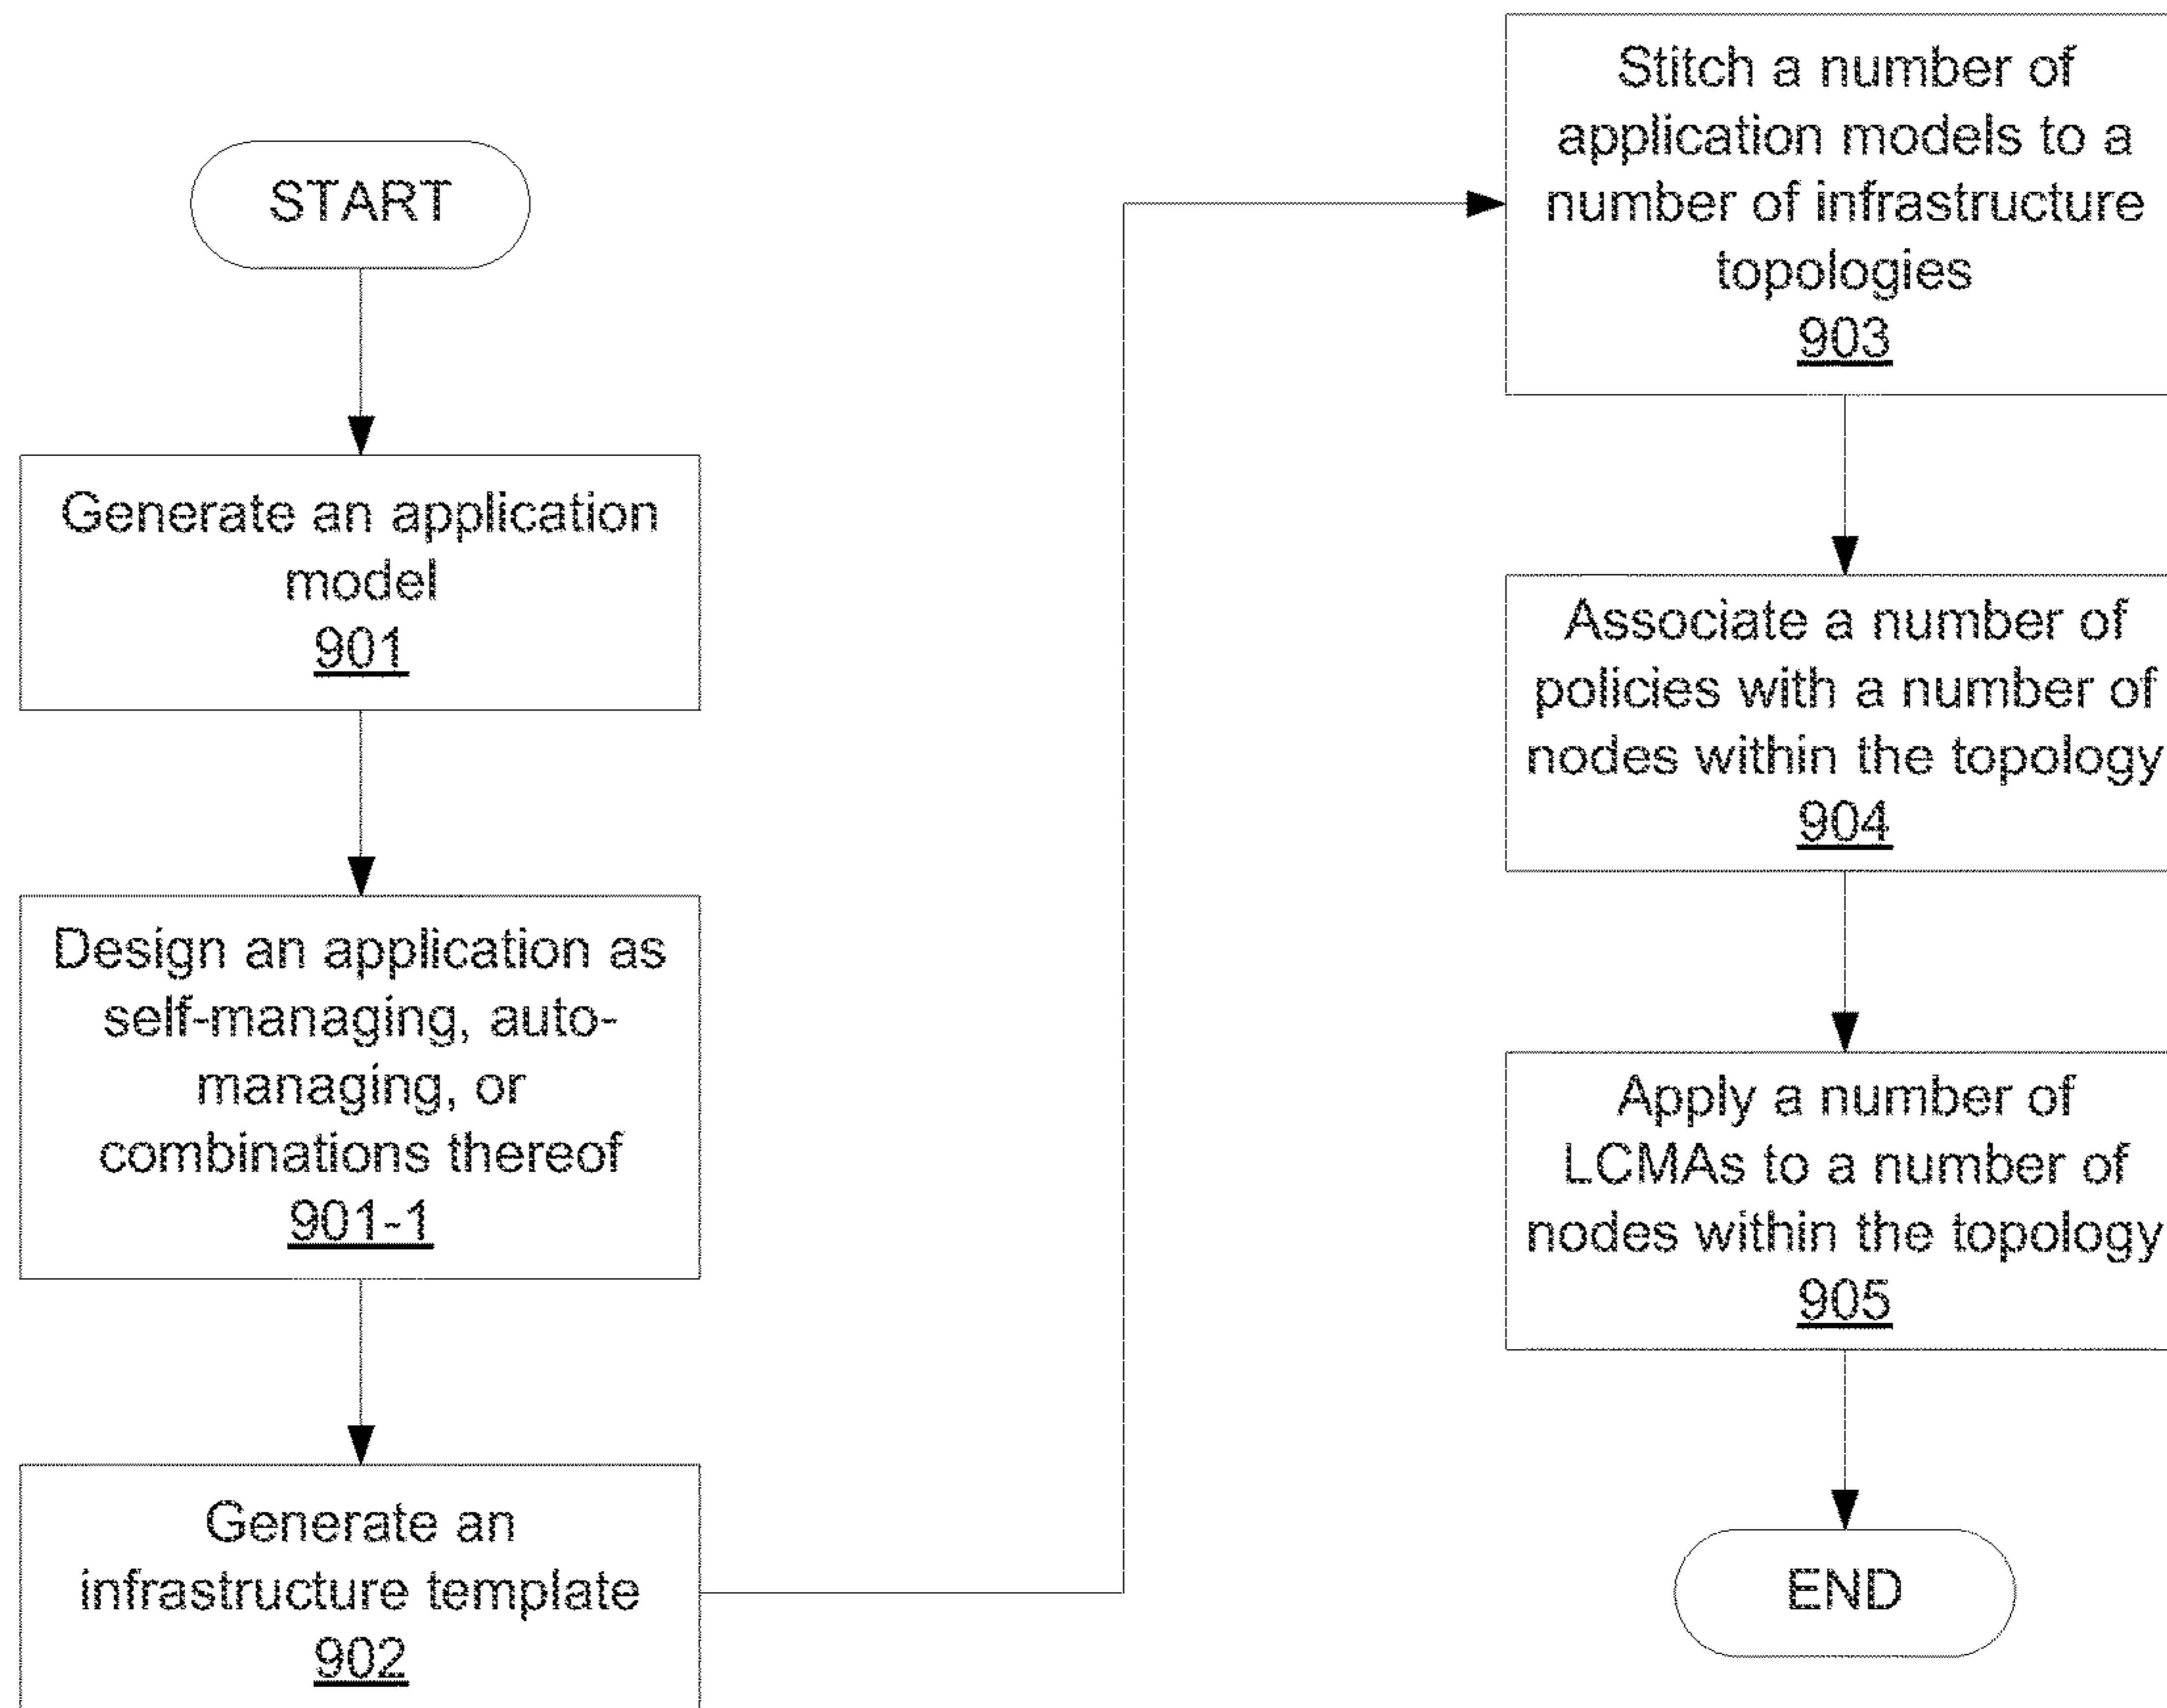 START
Generate an application
model
901
Design an application as
self-managing, auto-
managing, or
combinations thereof
901-1
Generate an
infrastructure template
902
Stitch a number of
application models to a
number of infrastructure
topologies
903
Associate a number of
policies with a number of
nodes within the topology
904
Apply a number of
LCMAs to a number of
nodes within the topology
905
END